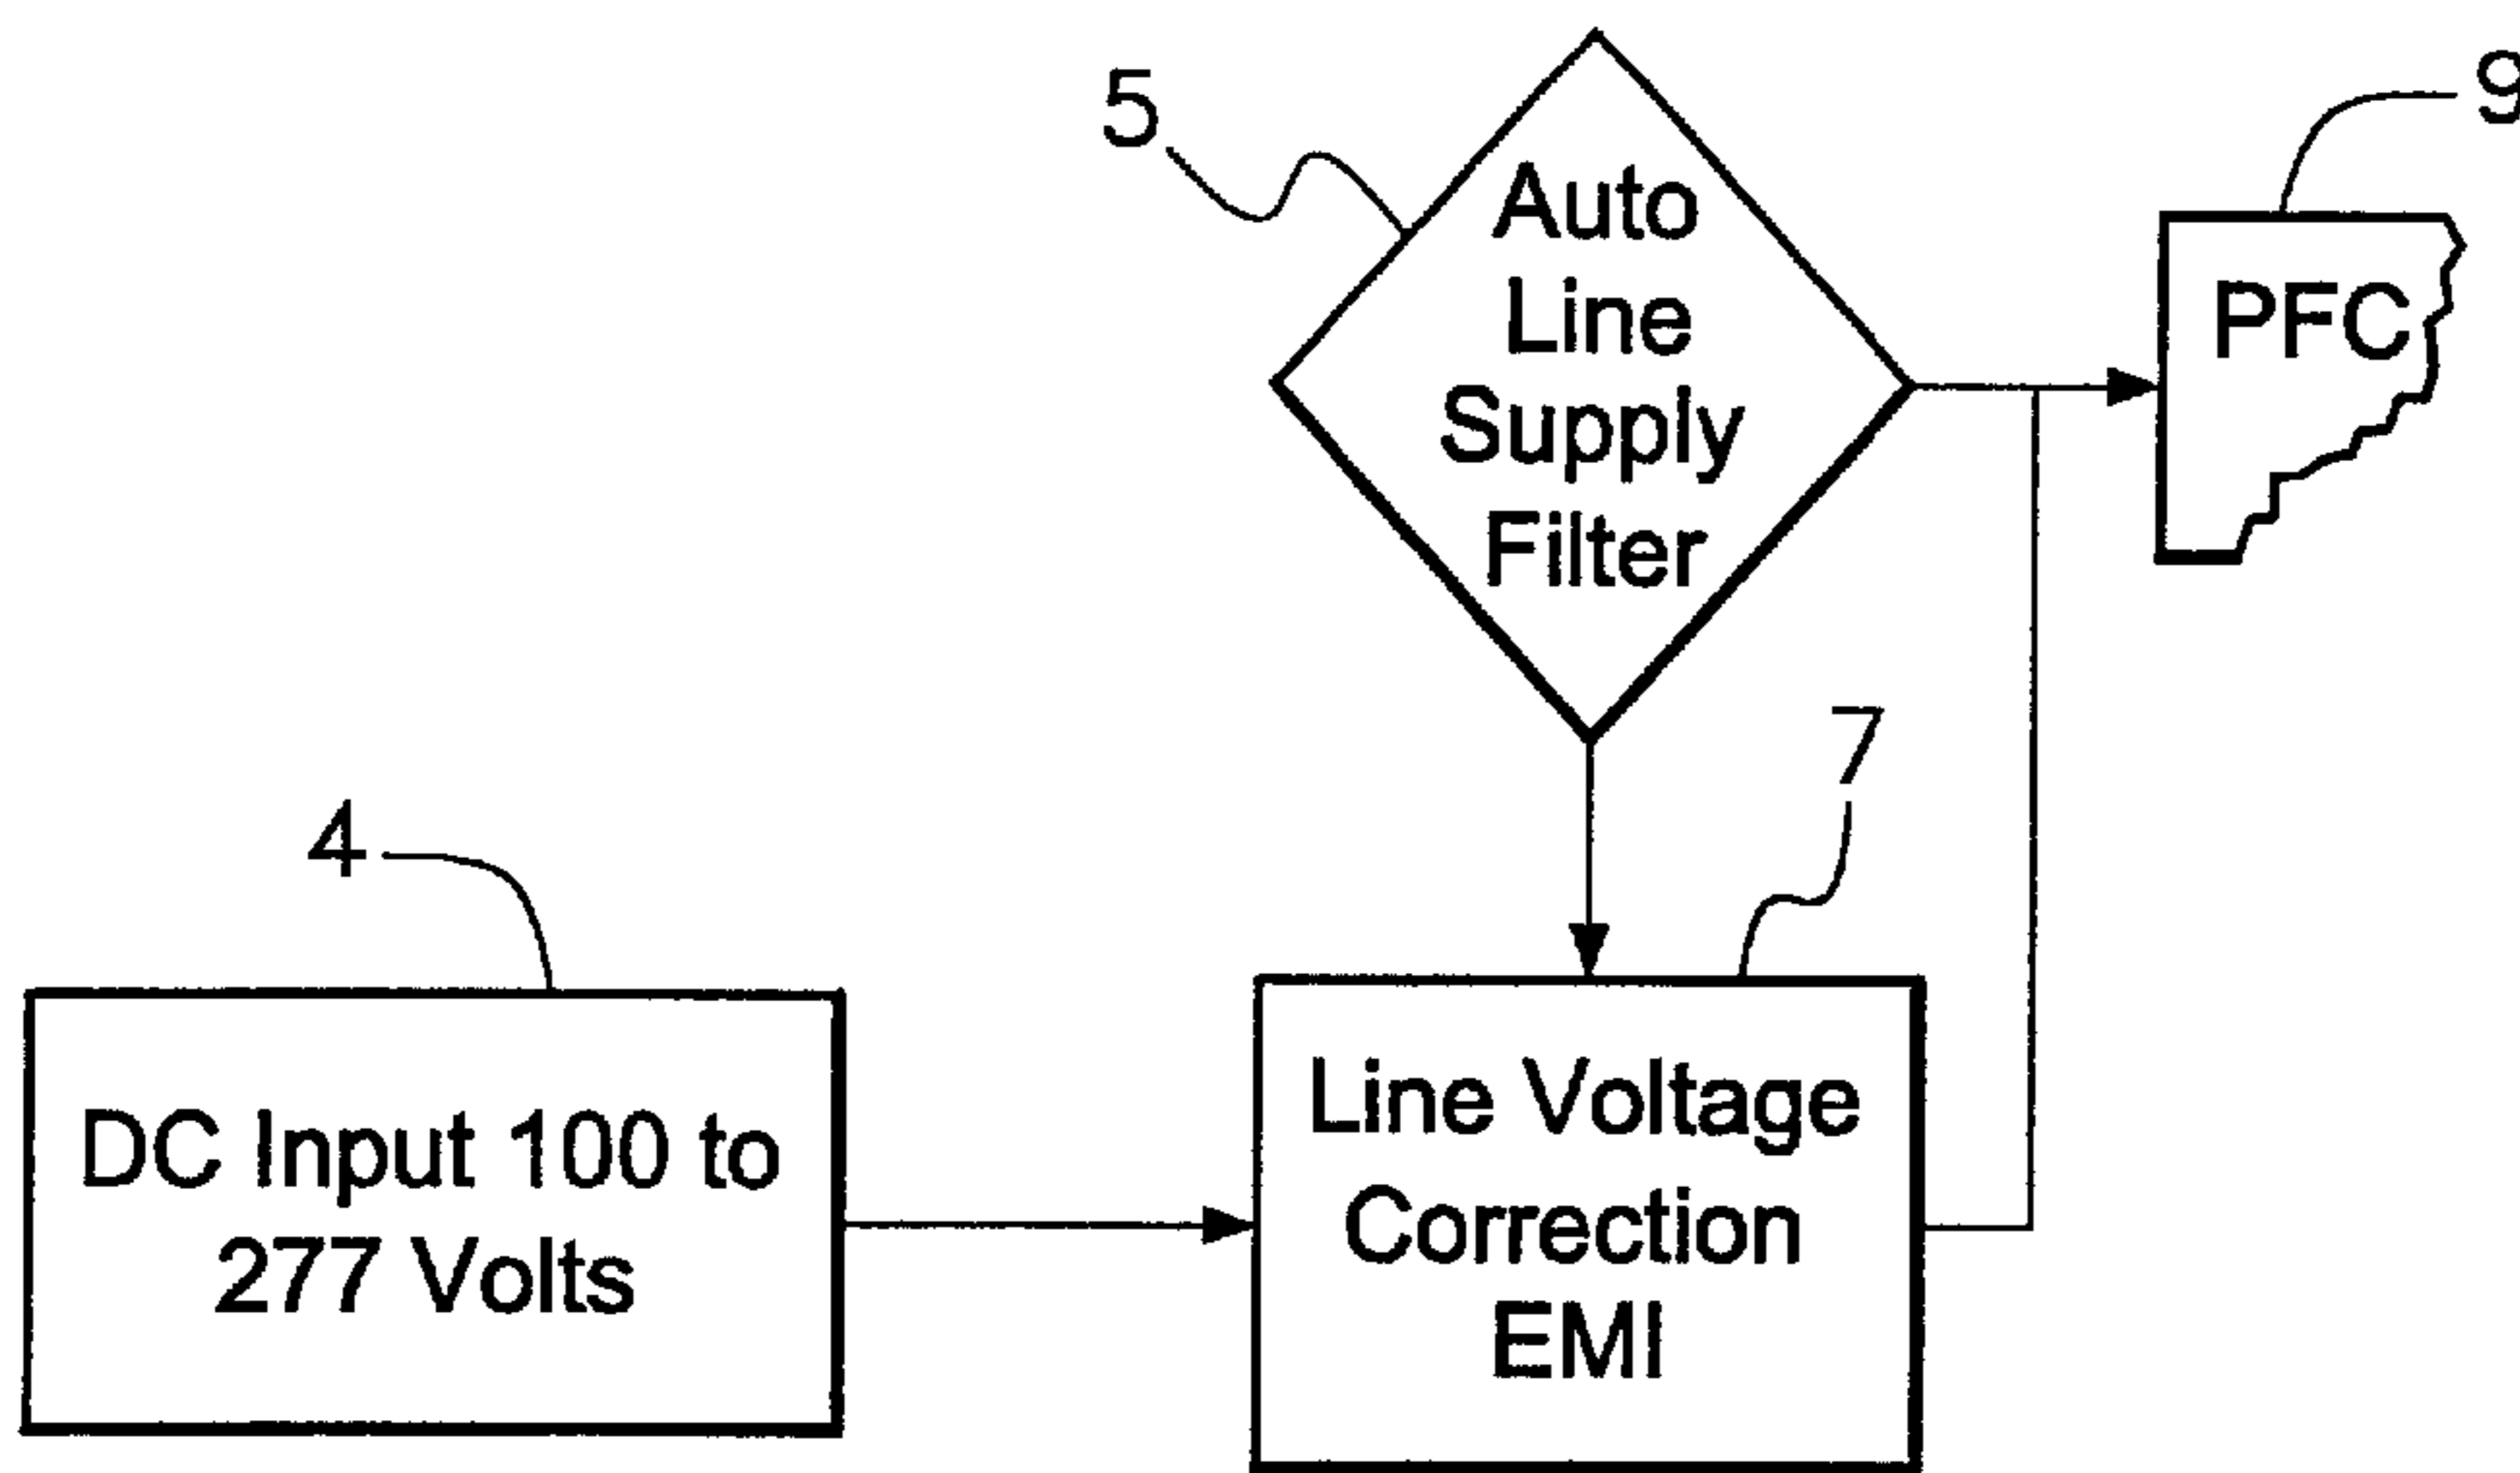 5
Auto
Line
Supply
Filter
9
PFC
4
DC Input 100 to
277 Volts
7
Line Voltage
Correction
EMI